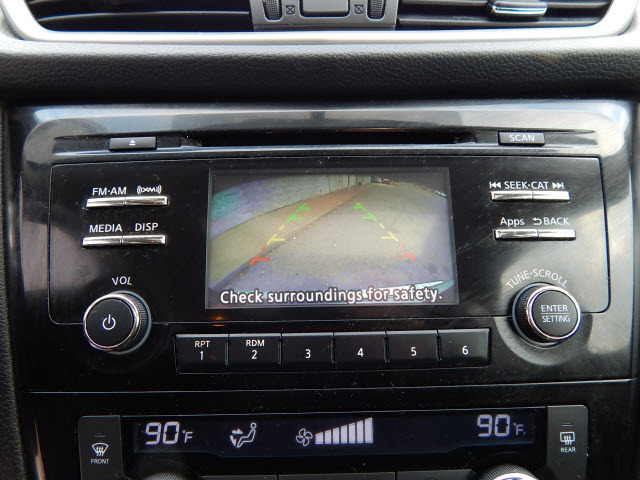 SCAN
FM·AM (XM)
SEEK·CAT
MEDIA DISP
Apps BACK
VOL
TUNE·SCROLL
ENTER
SETTING
Check surroundings for safety.
RPT
1
RDM
2
3
4
5
6
90°F
90°F
FRONT
REAR